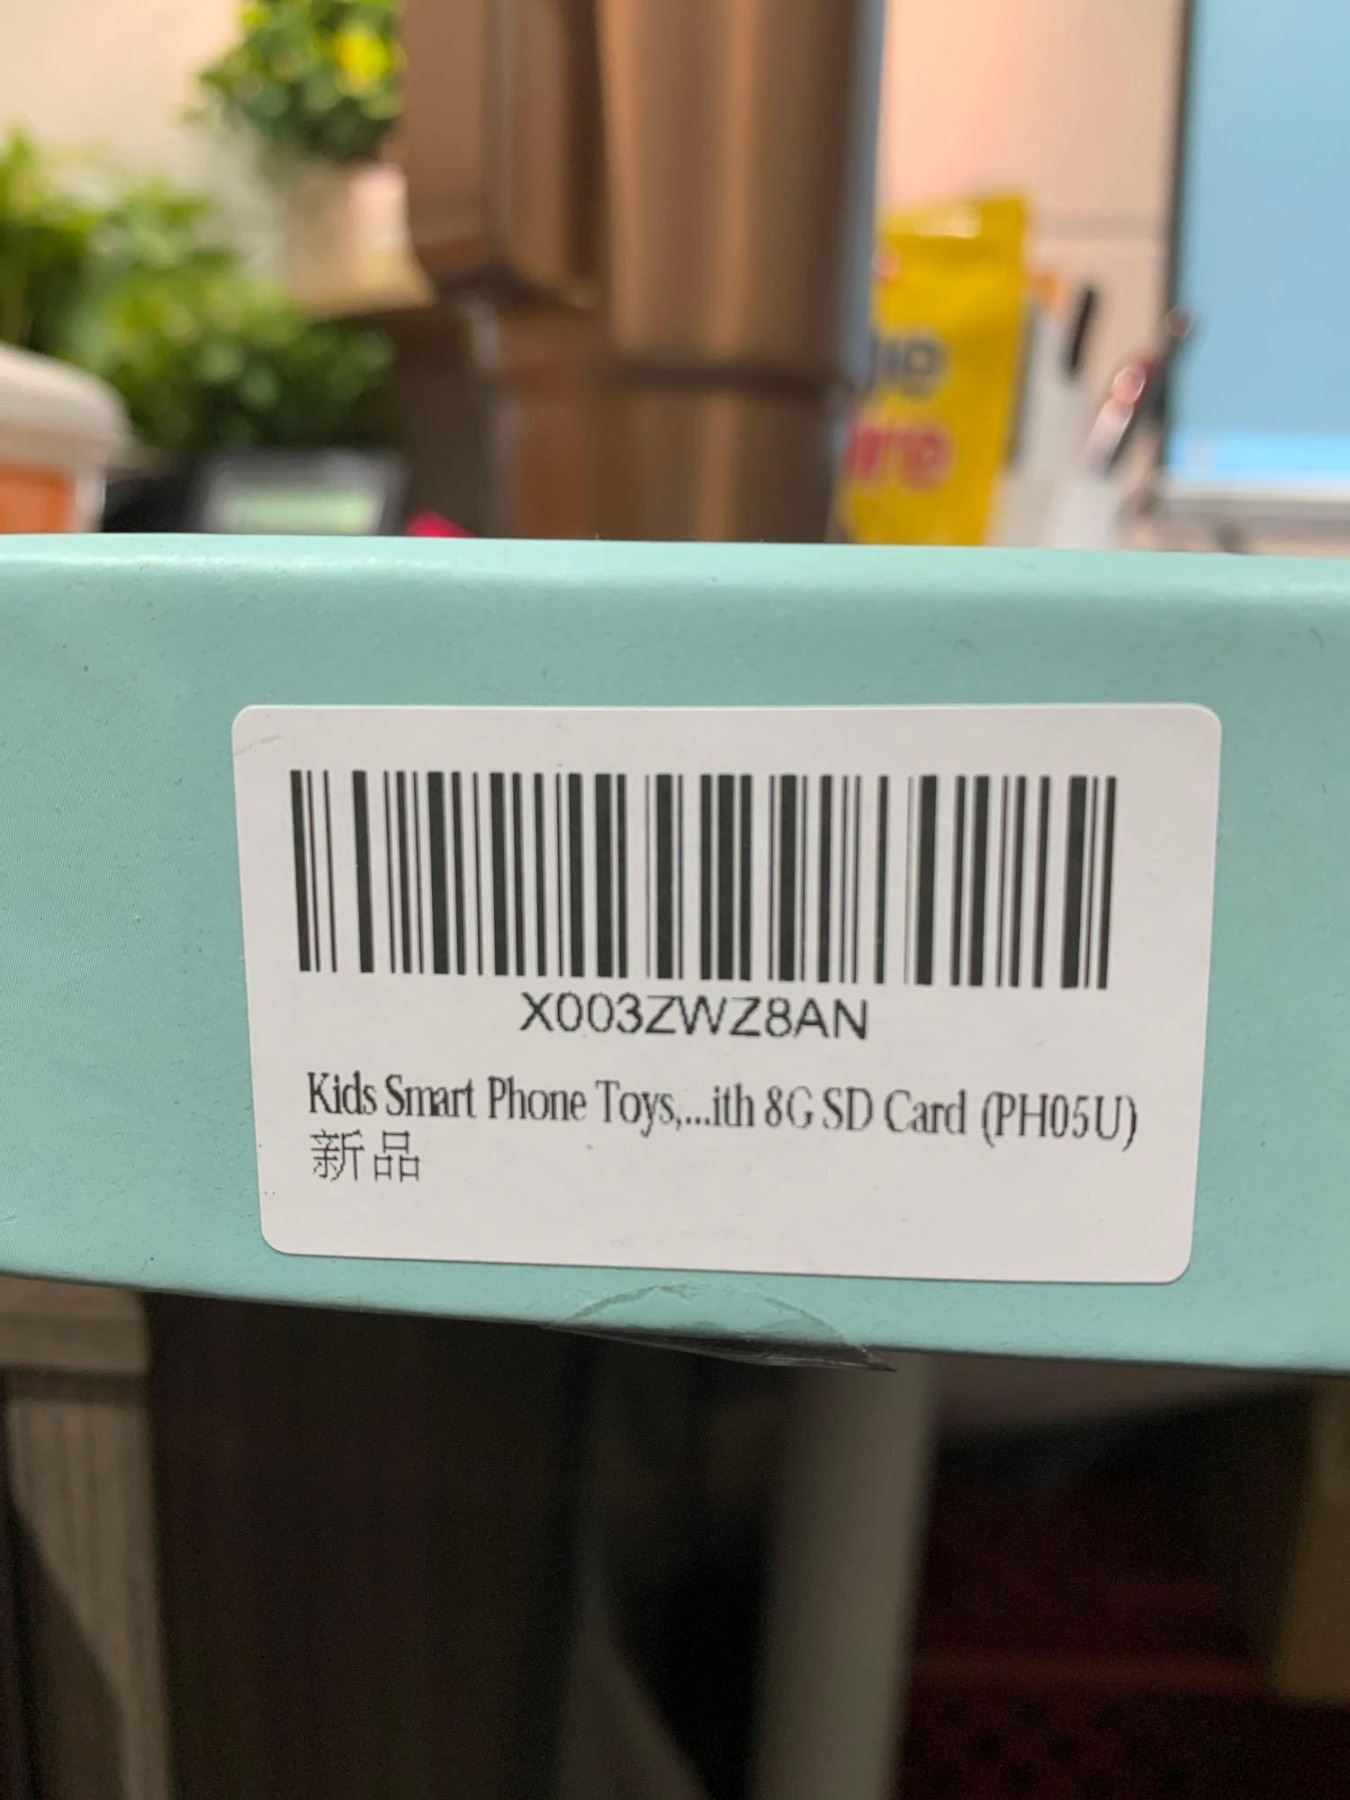 X003ZWZ8AN
Kids Smart Phone Toys,...ith 8G SD Card (PH05U)
新品